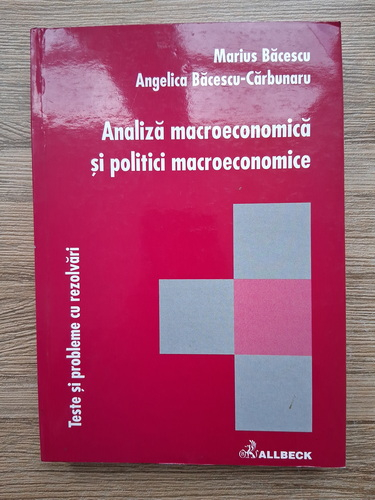 Marius Băcescu
Angelica Băcescu-Cărbunaru
Analiză macroeconomică
și politici macroeconomice
Teste și probleme cu rezolvări
ALLBECK